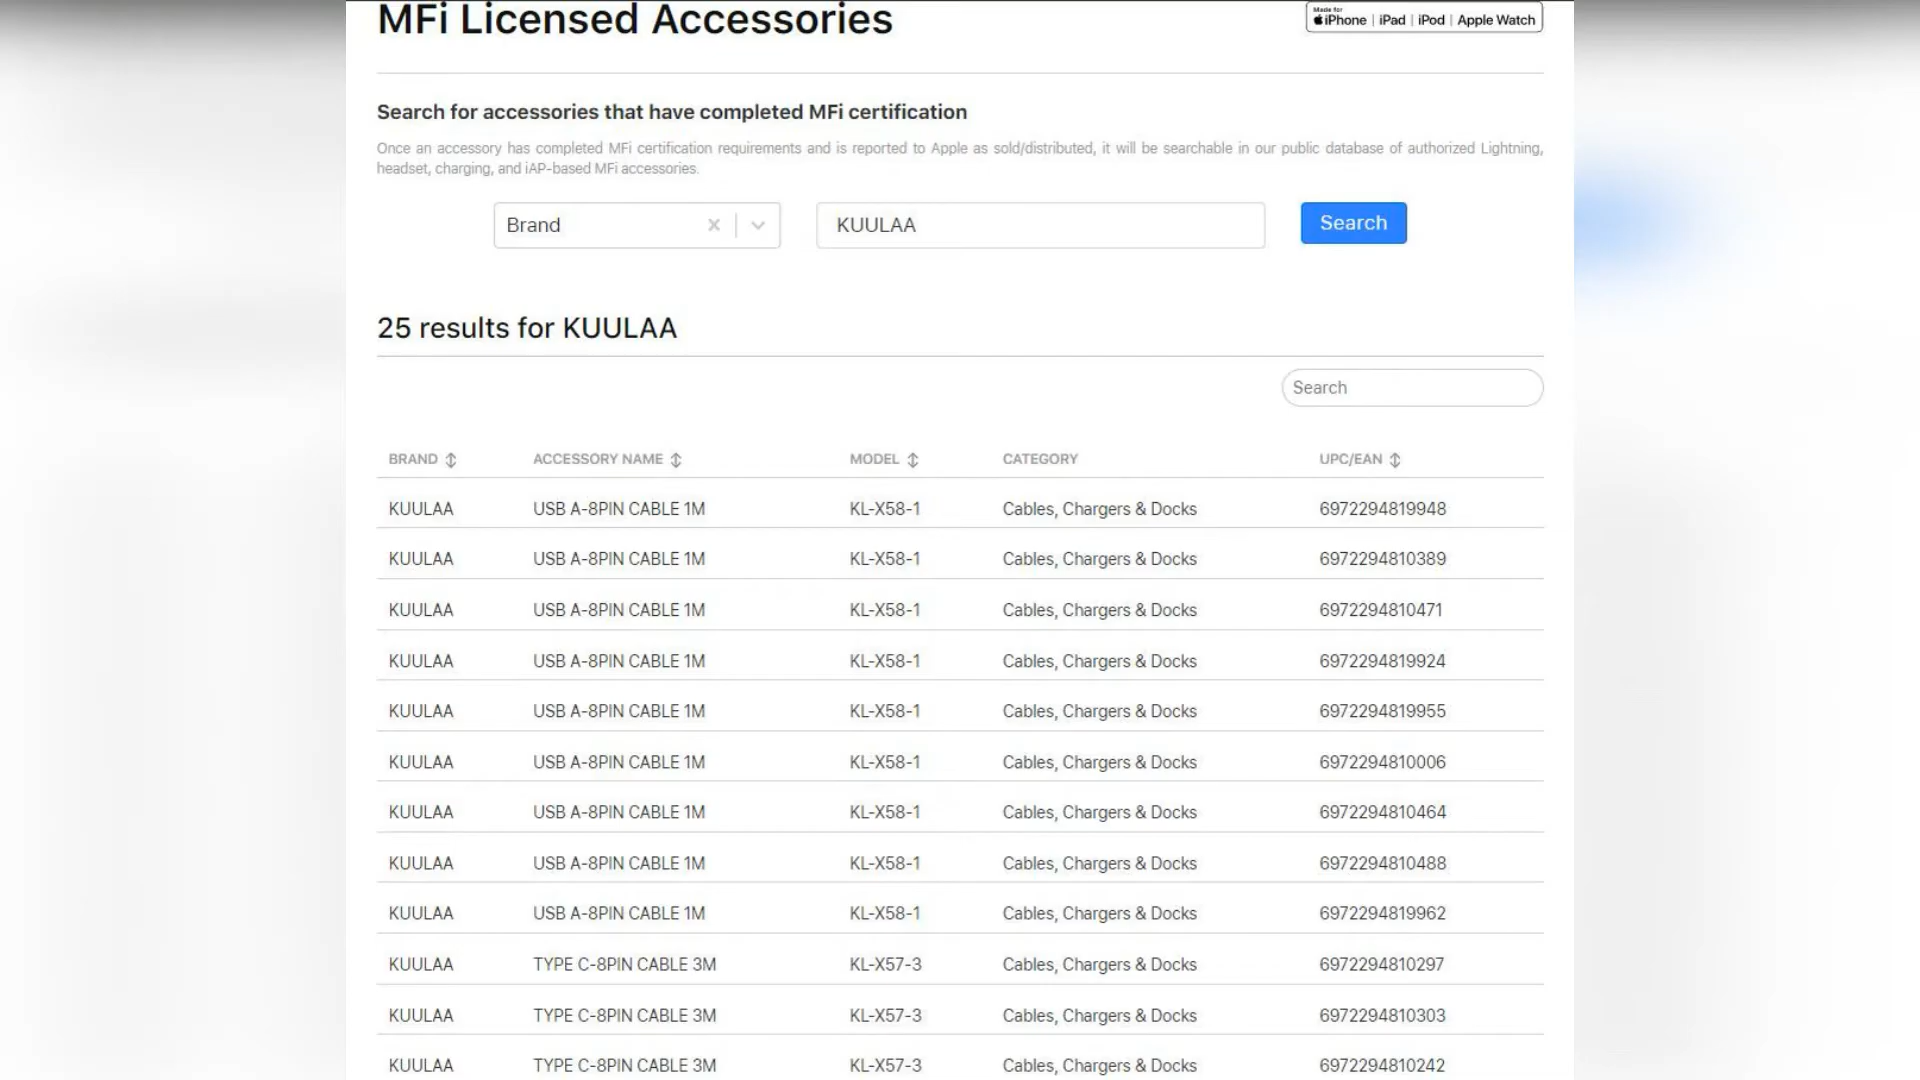 MFi Licensed Accessories
Made for
iPhone | iPad | iPod | Apple Watch
Search for accessories that have completed MFi certification
Once an accessory has completed MFi certification requirements and is reported to Apple as sold/distributed, it will be searchable in our public database of authorized Lightning,
headset, charging, and iAP-based MFi accessories.
Brand KUULAA Search
25 results for KUULAA
Search
BRAND ACCESSORY NAME MODEL CATEGORY UPC/EAN
KUULAA USB A-8PIN CABLE 1M KL-X58-1 Cables, Chargers & Docks 6972294819948
KUULAA USB A-8PIN CABLE 1M KL-X58-1 Cables, Chargers & Docks 6972294810389
KUULAA USB A-8PIN CABLE 1M KL-X58-1 Cables, Chargers & Docks 6972294810471
KUULAA USB A-8PIN CABLE 1M KL-X58-1 Cables, Chargers & Docks 6972294819924
KUULAA USB A-8PIN CABLE 1M KL-X58-1 Cables, Chargers & Docks 6972294819955
KUULAA USB A-8PIN CABLE 1M KL-X58-1 Cables, Chargers & Docks 6972294810006
KUULAA USB A-8PIN CABLE 1M KL-X58-1 Cables, Chargers & Docks 6972294810464
KUULAA USB A-8PIN CABLE 1M KL-X58-1 Cables, Chargers & Docks 6972294810488
KUULAA USB A-8PIN CABLE 1M KL-X58-1 Cables, Chargers & Docks 6972294819962
KUULAA TYPE C-8PIN CABLE 3M KL-X57-3 Cables, Chargers & Docks 6972294810297
KUULAA TYPE C-8PIN CABLE 3M KL-X57-3 Cables, Chargers & Docks 6972294810303
KUULAA TYPE C-8PIN CABLE 3M KL-X57-3 Cables, Chargers & Docks 6972294810242